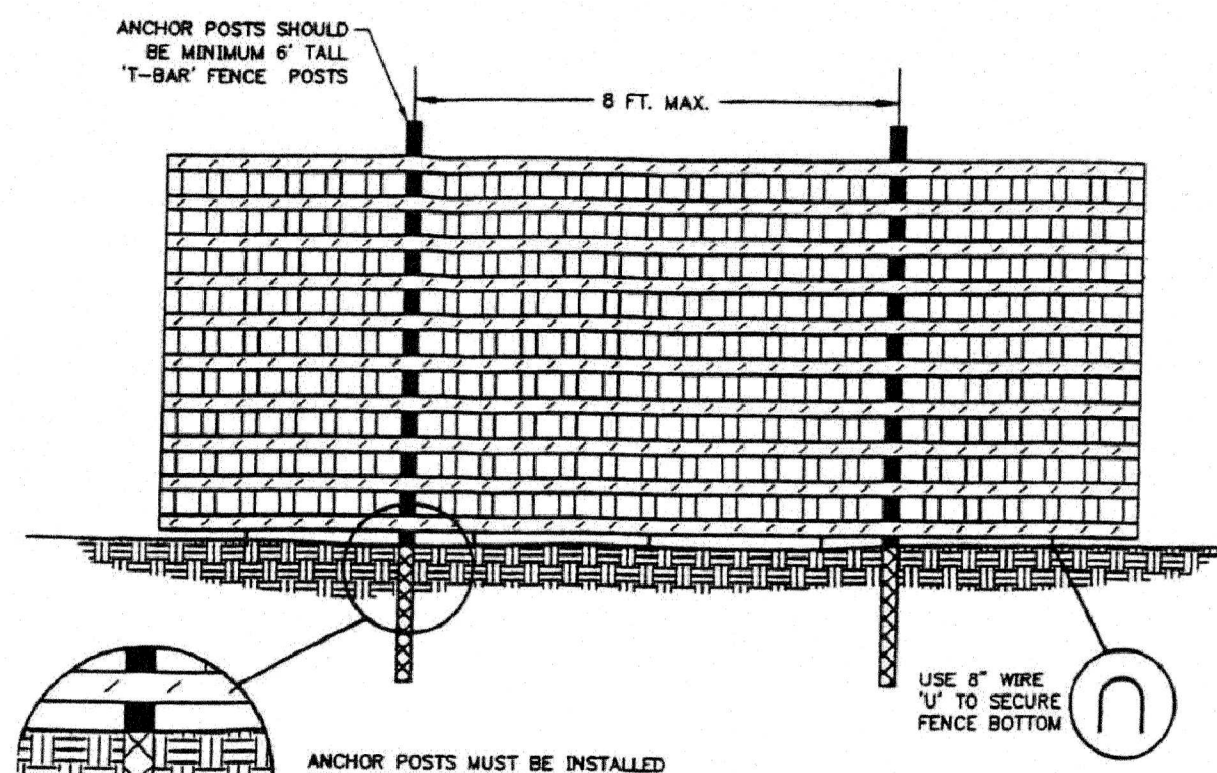 ANCHOR POSTS SHOULD
BE MINIMUM 6' TALL
'T-BAR' FENCE POSTS
8 FT. MAX.
USE 8" WIRE
'U' TO SECURE
FENCE BOTTOM
ANCHOR POSTS MUST BE INSTALLED